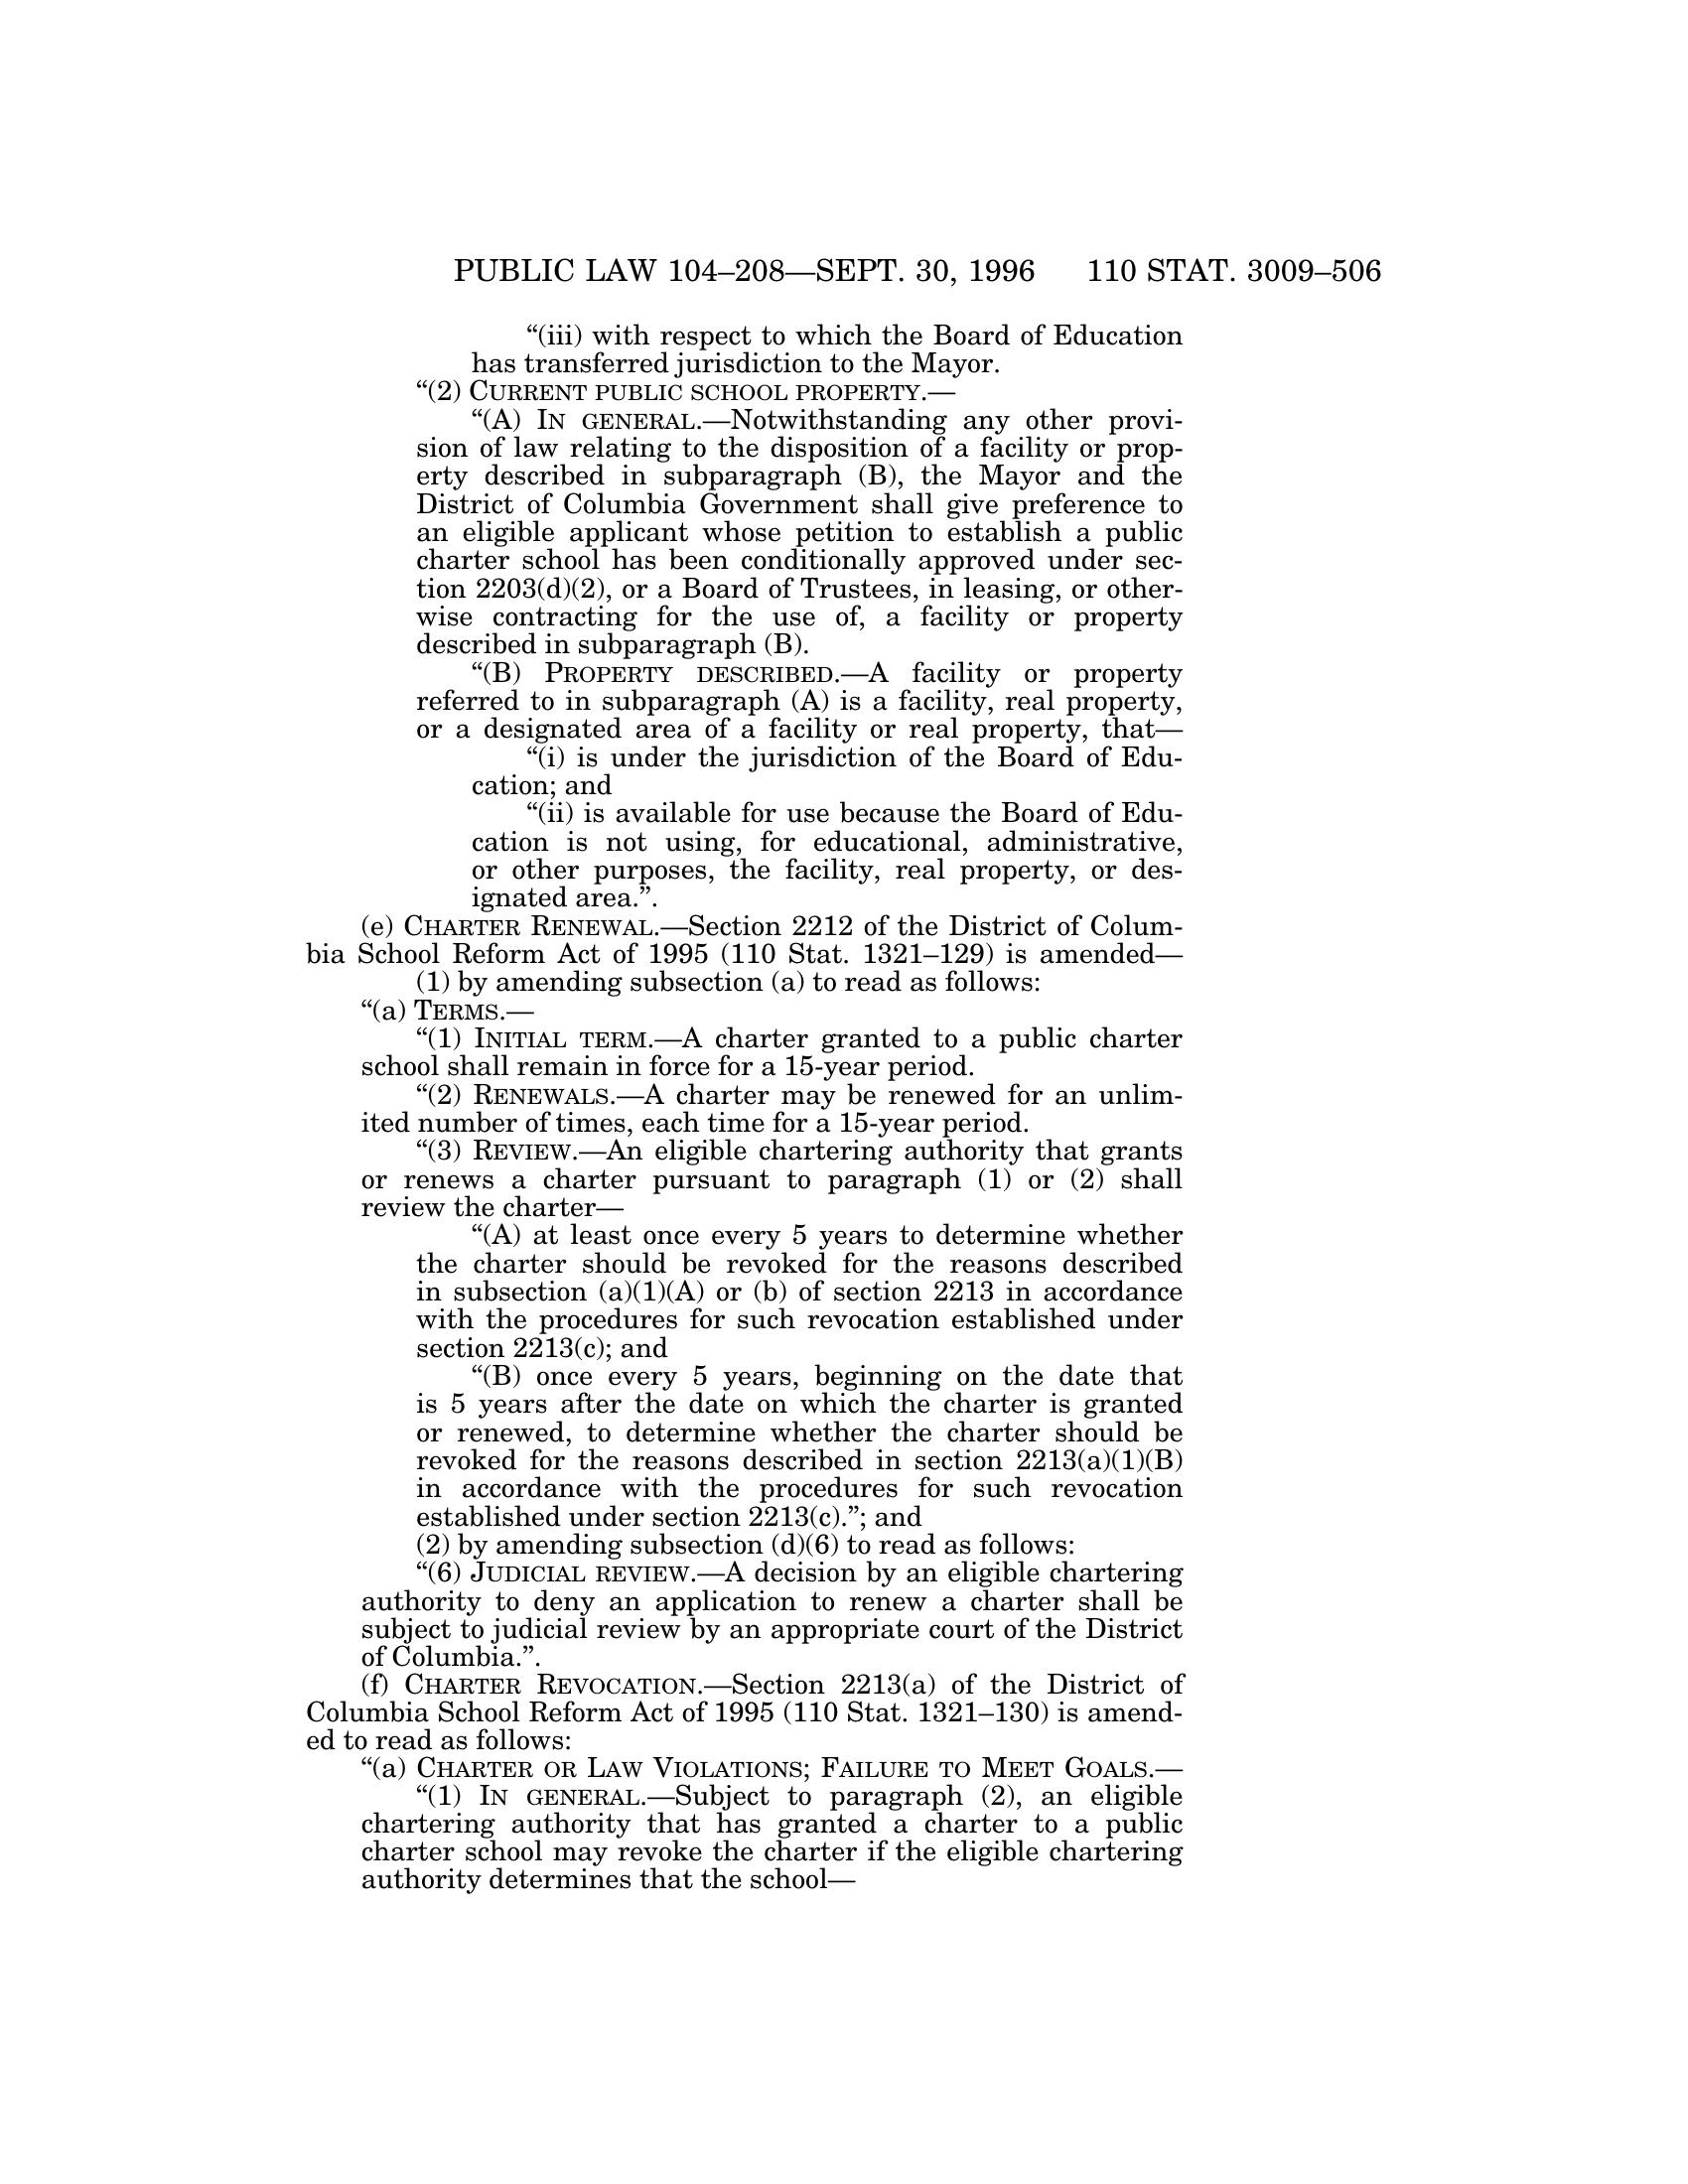 PUBLIC LAW 104–208—SEPT. 30, 1996 110 STAT. 3009–506
“(iii) with respect to which the Board of Education
has transferred jurisdiction to the Mayor.
“(2) CURRENT PUBLIC SCHOOL PROPERTY.—
“(A) IN GENERAL.—Notwithstanding any other provi-
sion of law relating to the disposition of a facility or prop-
erty described in subparagraph (B), the Mayor and the
District of Columbia Government shall give preference to
an eligible applicant whose petition to establish a public
charter school has been conditionally approved under sec-
tion 2203(d)(2), or a Board of Trustees, in leasing, or other-
wise contracting for the use of, a facility or property
described in subparagraph (B).
“(B) PROPERTY DESCRIBED.—A facility or property
referred to in subparagraph (A) is a facility, real property,
or a designated area of a facility or real property, that—
“(i) is under the jurisdiction of the Board of Edu-
cation; and
“(ii) is available for use because the Board of Edu-
cation is not using, for educational, administrative,
or other purposes, the facility, real property, or des-
ignated area.”.
(e) CHARTER RENEWAL.—Section 2212 of the District of Colum-
bia School Reform Act of 1995 (110 Stat. 1321–129) is amended—
(1) by amending subsection (a) to read as follows:
“(a) TERMS.—
“(1) INITIAL TERM.—A charter granted to a public charter
school shall remain in force for a 15-year period.
“(2) RENEWALS.—A charter may be renewed for an unlim-
ited number of times, each time for a 15-year period.
“(3) REVIEW.—An eligible chartering authority that grants
or renews a charter pursuant to paragraph (1) or (2) shall
review the charter—
“(A) at least once every 5 years to determine whether
the charter should be revoked for the reasons described
in subsection (a)(1)(A) or (b) of section 2213 in accordance
with the procedures for such revocation established under
section 2213(c); and
“(B) once every 5 years, beginning on the date that
is 5 years after the date on which the charter is granted
or renewed, to determine whether the charter should be
revoked for the reasons described in section 2213(a)(1)(B)
in accordance with the procedures for such revocation
established under section 2213(c).”; and
(2) by amending subsection (d)(6) to read as follows:
“(6) JUDICIAL REVIEW.—A decision by an eligible chartering
authority to deny an application to renew a charter shall be
subject to judicial review by an appropriate court of the District
of Columbia.”.
(f) CHARTER REVOCATION.—Section 2213(a) of the District of
Columbia School Reform Act of 1995 (110 Stat. 1321–130) is amend-
ed to read as follows:
“(a) CHARTER OR LAW VIOLATIONS; FAILURE TO MEET GOALS.—
“(1) IN GENERAL.—Subject to paragraph (2), an eligible
chartering authority that has granted a charter to a public
charter school may revoke the charter if the eligible chartering
authority determines that the school—